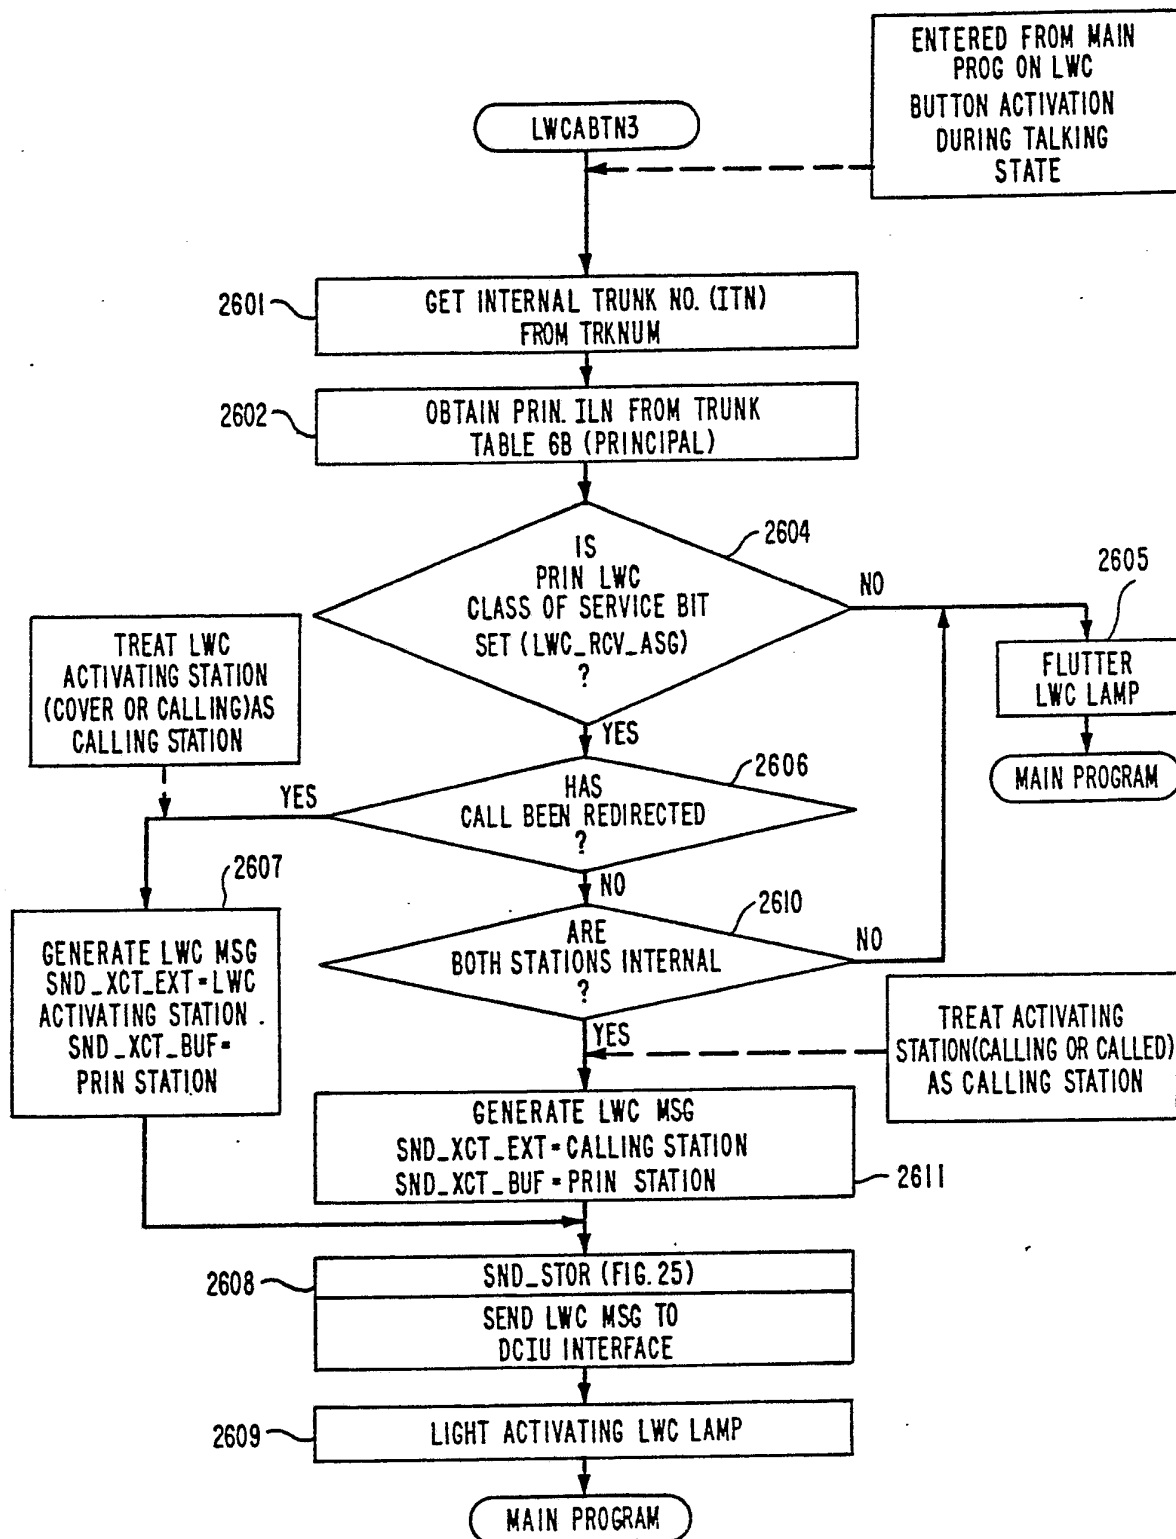 ENTERED FROM MAIN
PROG ON LWC
BUTTON ACTIVATION
DURING TALKING
STATE
LWCABTN3
2601
GET INTERNAL TRUNK NO. (ITN)
FROM TRKNUM
2602
OBTAIN PRIN. ILN FROM TRUNK
TABLE 6B (PRINCIPAL)
2604
IS
PRIN LWC
CLASS OF SERVICE BIT
SET (LWC_RCV_ASG)
?
NO
2605
FLUTTER
LWC LAMP
MAIN PROGRAM
TREAT LWC
ACTIVATING STATION
(COVER OR CALLING)AS
CALLING STATION
YES
2606
HAS
CALL BEEN REDIRECTED
?
YES
NO
2607
GENERATE LWC MSG
SND_XCT_EXT=LWC
ACTIVATING STATION.
SND_XCT_BUF=
PRIN STATION
2610
ARE
BOTH STATIONS INTERNAL
?
NO
YES
TREAT ACTIVATING
STATION(CALLING OR CALLED)
AS CALLING STATION
GENERATE LWC MSG
SND_XCT_EXT=CALLING STATION
SND_XCT_BUF=PRIN STATION
2611
2608
SND_STOR (FIG. 25)
SEND LWC MSG TO
DCIU INTERFACE
2609
LIGHT ACTIVATING LWC LAMP
MAIN PROGRAM